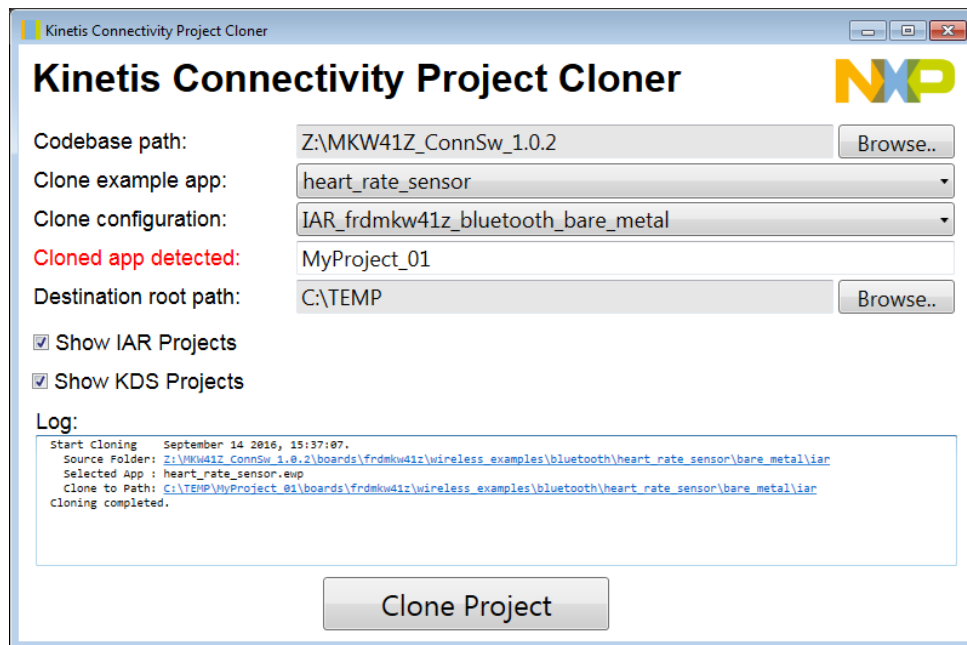 Kinetis Connectivity Project Cloner
Kinetis Connectivity Project Cloner
NXP
Codebase path: Z:\MKW41Z_ConnSw_1.0.2 Browse..
Clone example app: heart_rate_sensor
Clone configuration: IAR_frdmkw41z_bluetooth_bare_metal
Cloned app detected: MyProject_01
Destination root path: C:\TEMP Browse..
Show IAR Projects
Show KDS Projects
Log:
Start Cloning September 14 2016, 15:37:07.
Source Folder: Z:\MKW41Z_ConnSw_1.0.2\boards\frdmkw41z\wireless_examples\bluetooth\heart_rate_sensor\bare_metal\iar
Selected App : heart_rate_sensor.ewp
Clone to Path: C:\TEMP\MyProject_01\boards\frdmkw41z\wireless_examples\bluetooth\heart_rate_sensor\bare_metal\iar
Cloning completed.
Clone Project